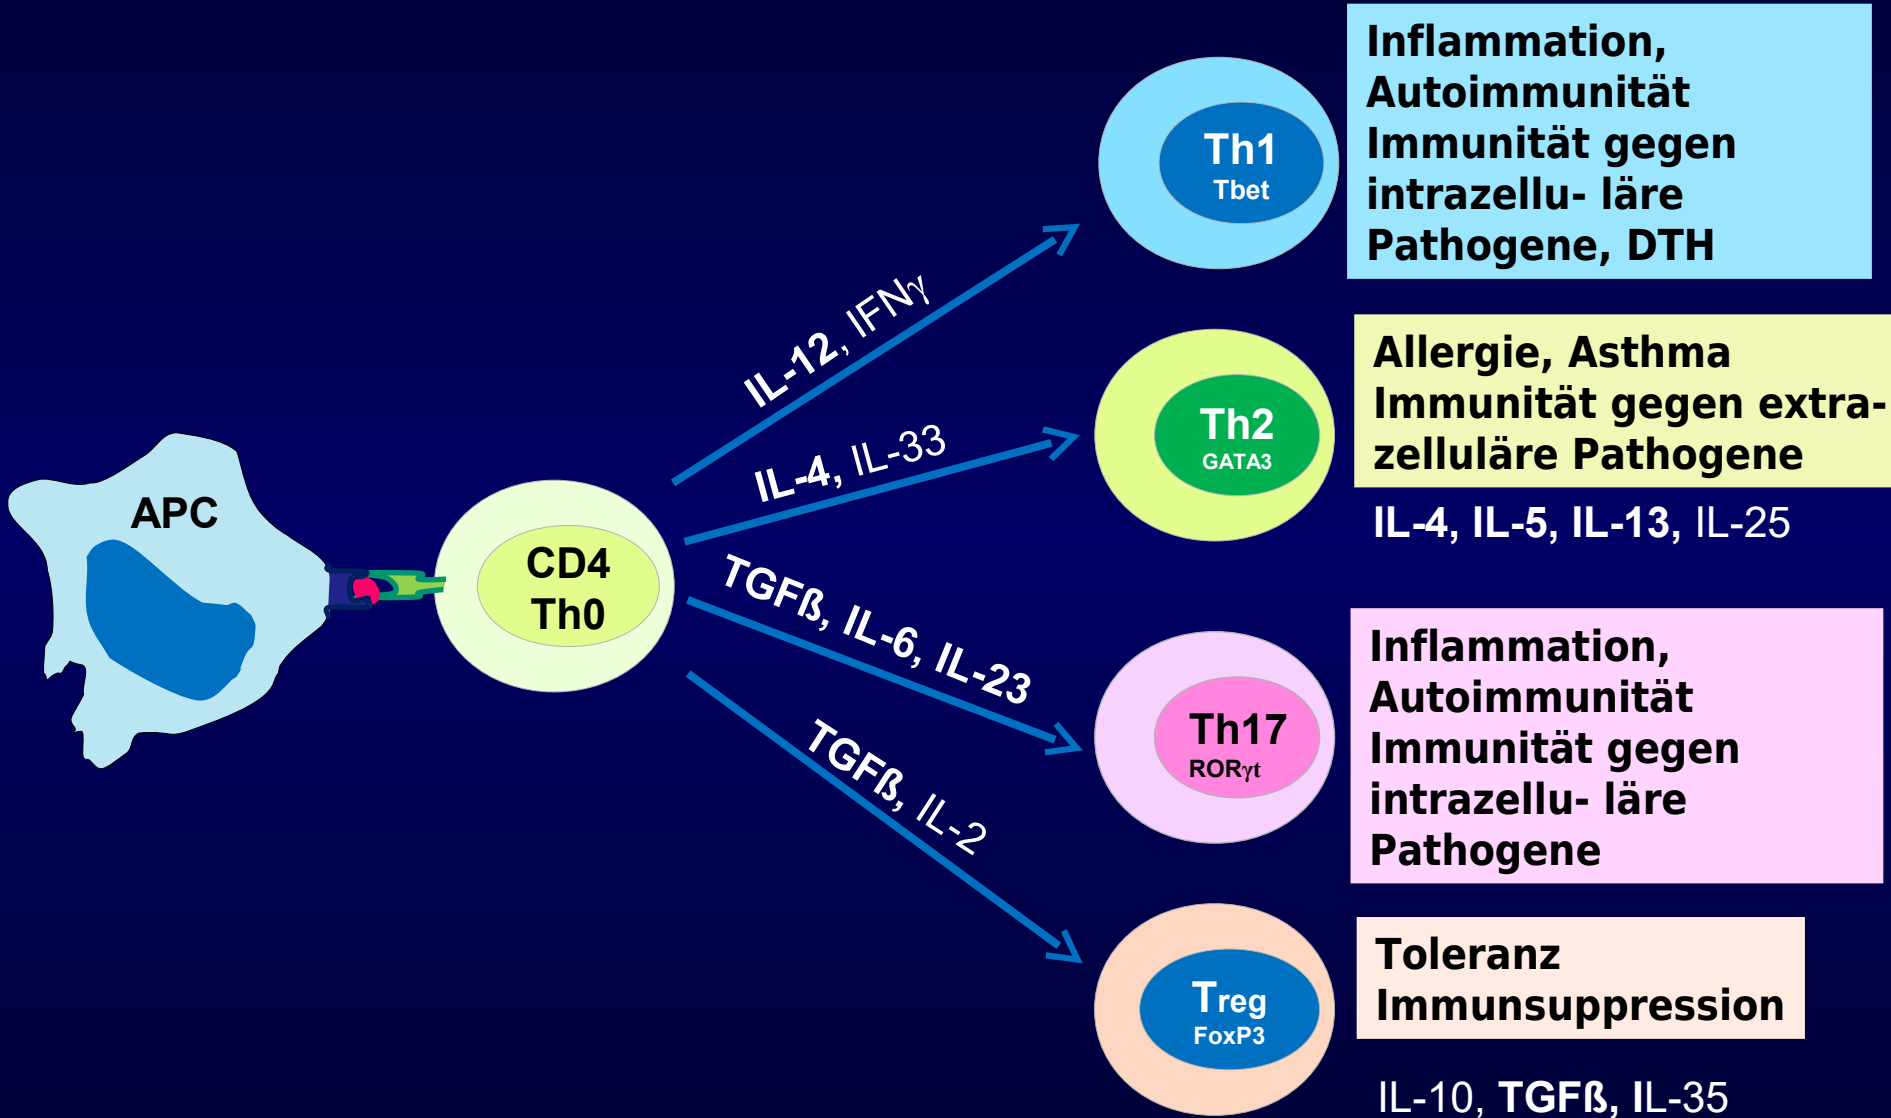 APC
CD4
Th0
IL-12, IFNγ
IL-4, IL-33
TGFß, IL-6, IL-23
TGFß, IL-2
Th1
Tbet
Inflammation,
Autoimmunität
Immunität gegen
intrazellu- läre
Pathogene, DTH
Th2
GATA3
Allergie, Asthma
Immunität gegen extra-
zelluläre Pathogene
IL-4, IL-5, IL-13, IL-25
Th17
RORγt
Inflammation,
Autoimmunität
Immunität gegen
intrazellu- läre
Pathogene
Treg
FoxP3
Toleranz
Immunsuppression
IL-10, TGFß, IL-35